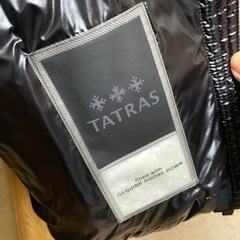 TATRAS
lined with
GENUINE GOOSE DOWN